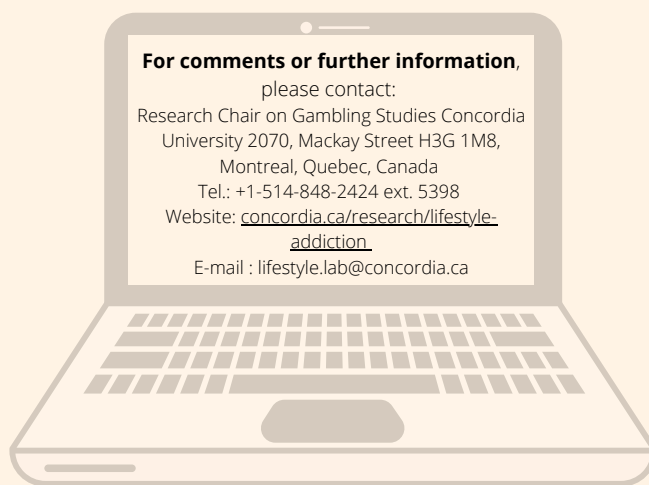 For comments or further information,
please contact:
Research Chair on Gambling Studies Concordia
University 2070, Mackay Street H3G 1M8,
Montreal, Quebec, Canada
Tel.: +1-514-848-2424 ext. 5398
Website: concordia.ca/research/lifestyle-
addiction
E-mail : lifestyle.lab@concordia.ca